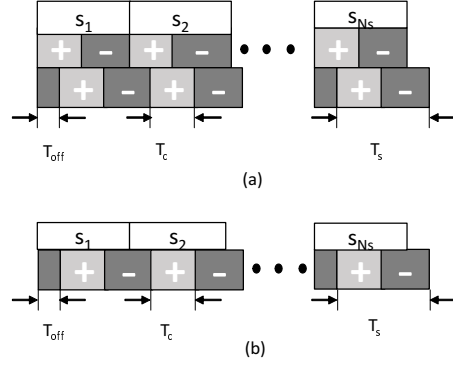 s1 s2 sNs
+ - + - + -
+ - + - + -
Toff Tc Ts
(a)
s1 s2 sNs
+ - + - + -
Toff Tc Ts
(b)